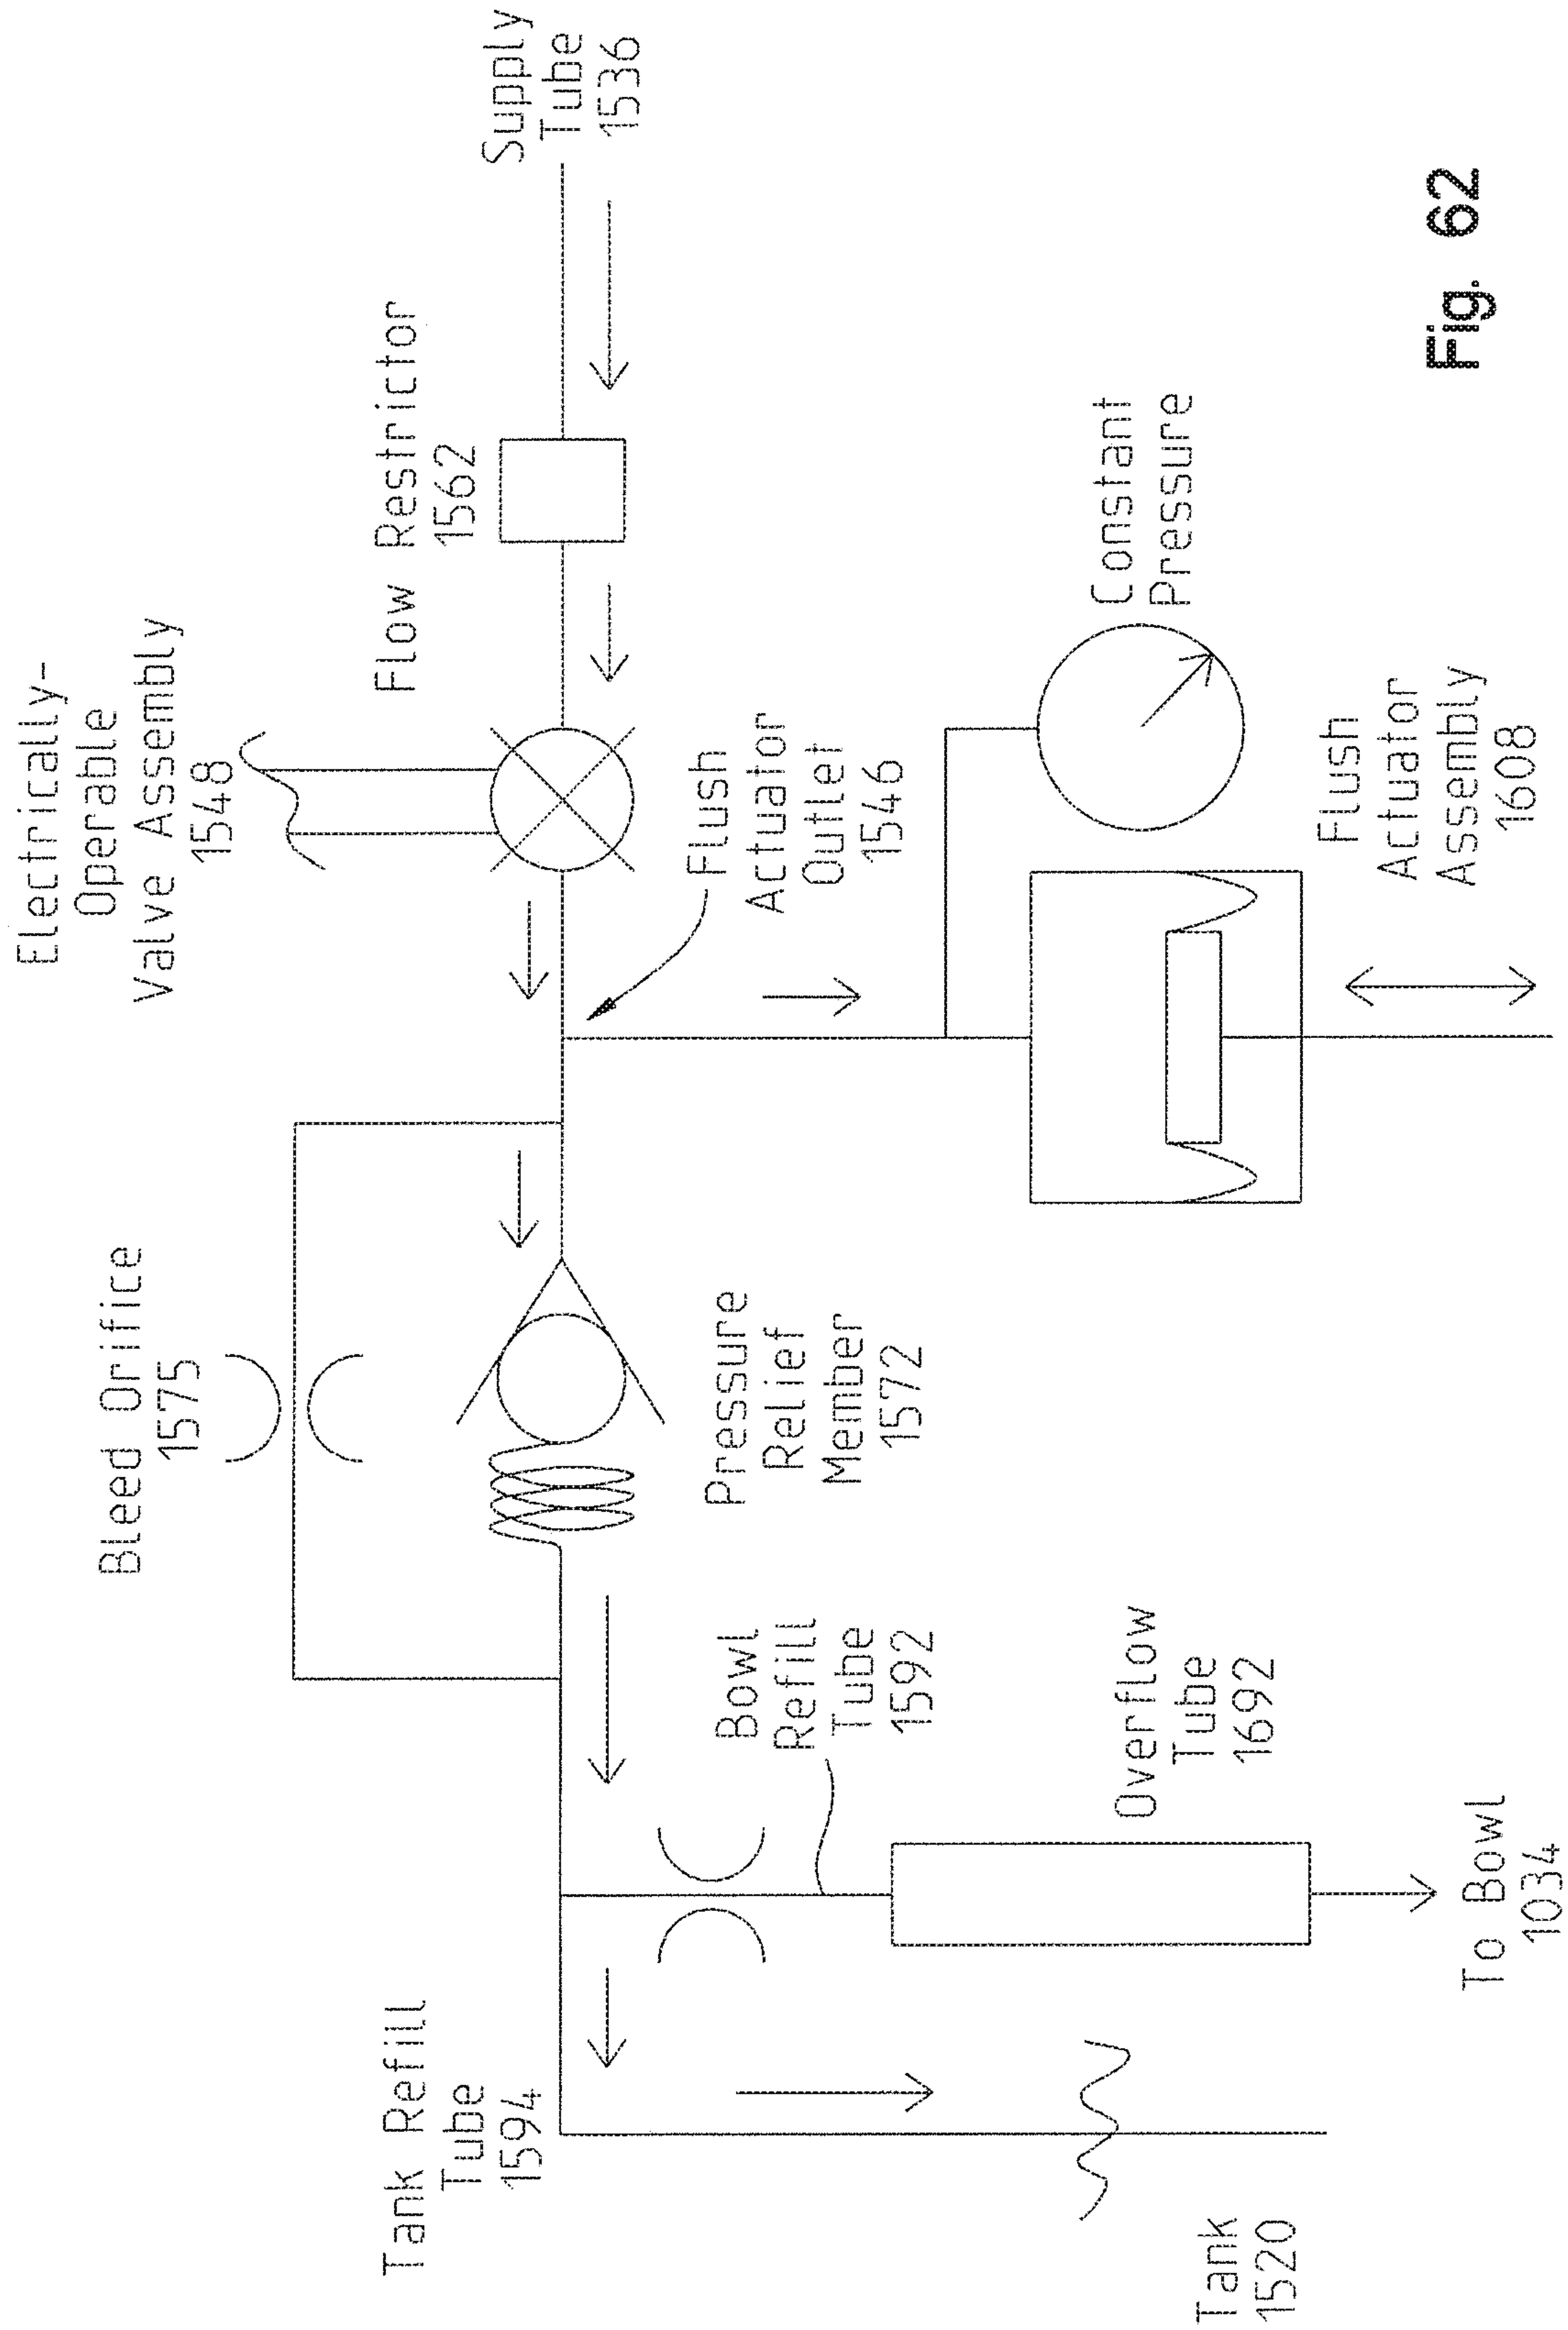 Electrically-
Operable
Valve Assembly
1548
Bleed Orifice
1575
Flow Restrictor
1562
Supply
Tube
1536
Tank Refill
Tube
1594
Flush
Actuator
Outlet
1546
Pressure
Relief
Member
1572
Bowl
Refill
Tube
1592
Constant
Pressure
Overflow
Tube
1692
Tank
1520
Flush
Actuator
Assembly
1608
To Bowl
1034
Fig. 62